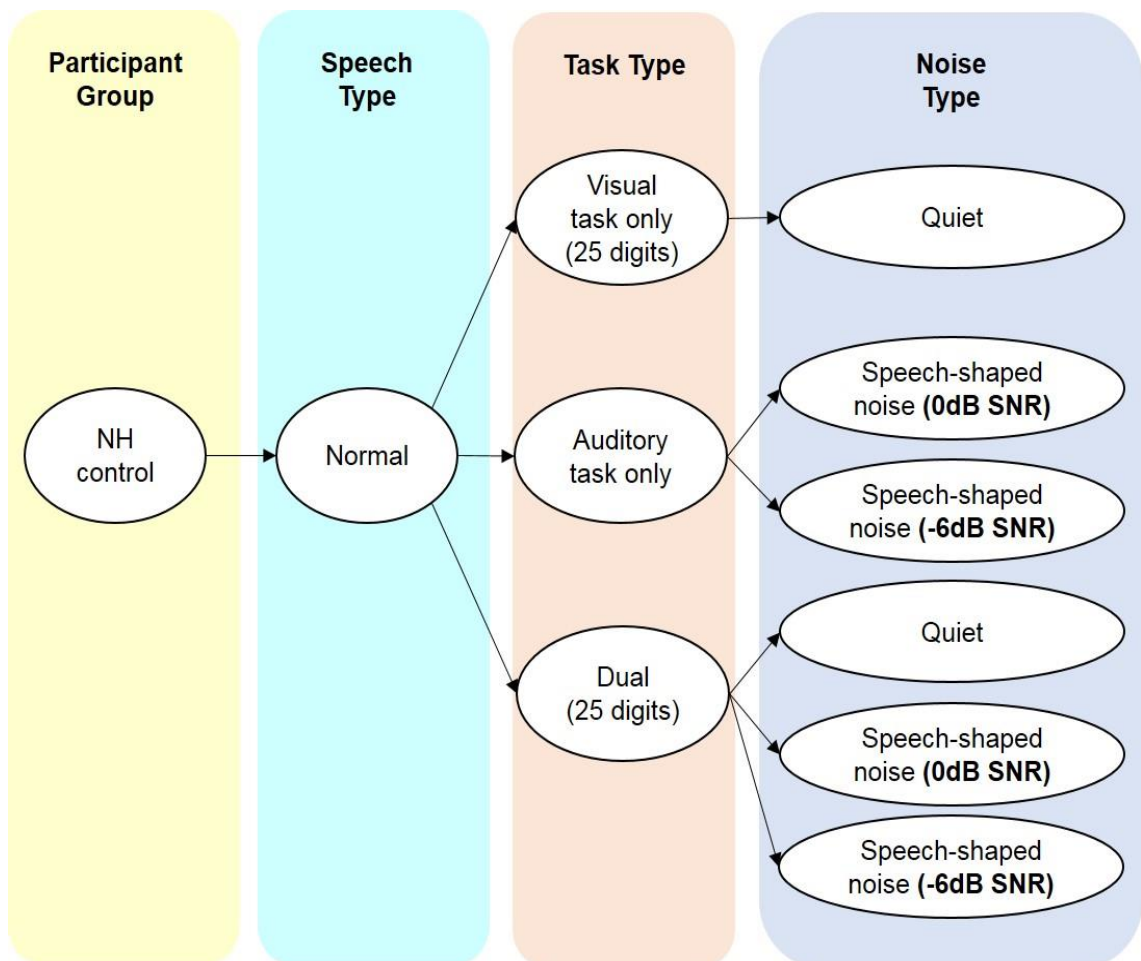 Participant
Group
Speech
Type
Task Type
Noise
Type
NH
control
Normal
Visual
task only
(25 digits)
Auditory
task only
Dual
(25 digits)
Quiet
Speech-shaped
noise (0dB SNR)
Speech-shaped
noise (-6dB SNR)
Quiet
Speech-shaped
noise (0dB SNR)
Speech-shaped
noise (-6dB SNR)